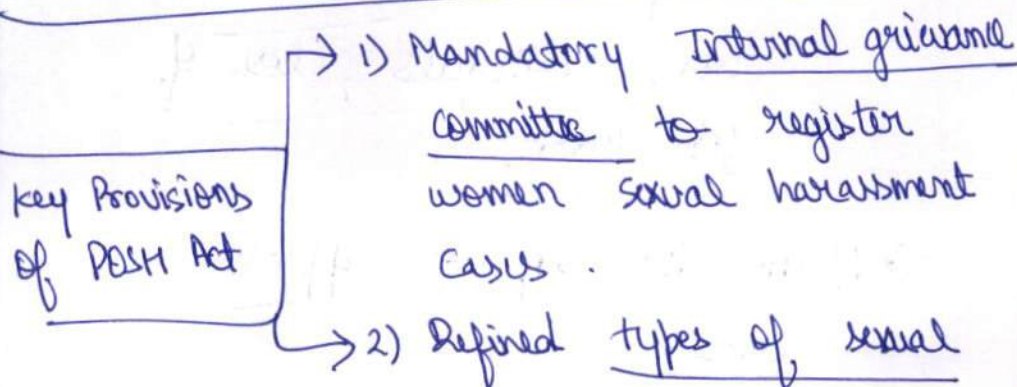 1) Mandatory Internal grievance
committee to register
women sexual harassment
cases.
Key Provisions
of POSH Act
2) Refined types of sexual